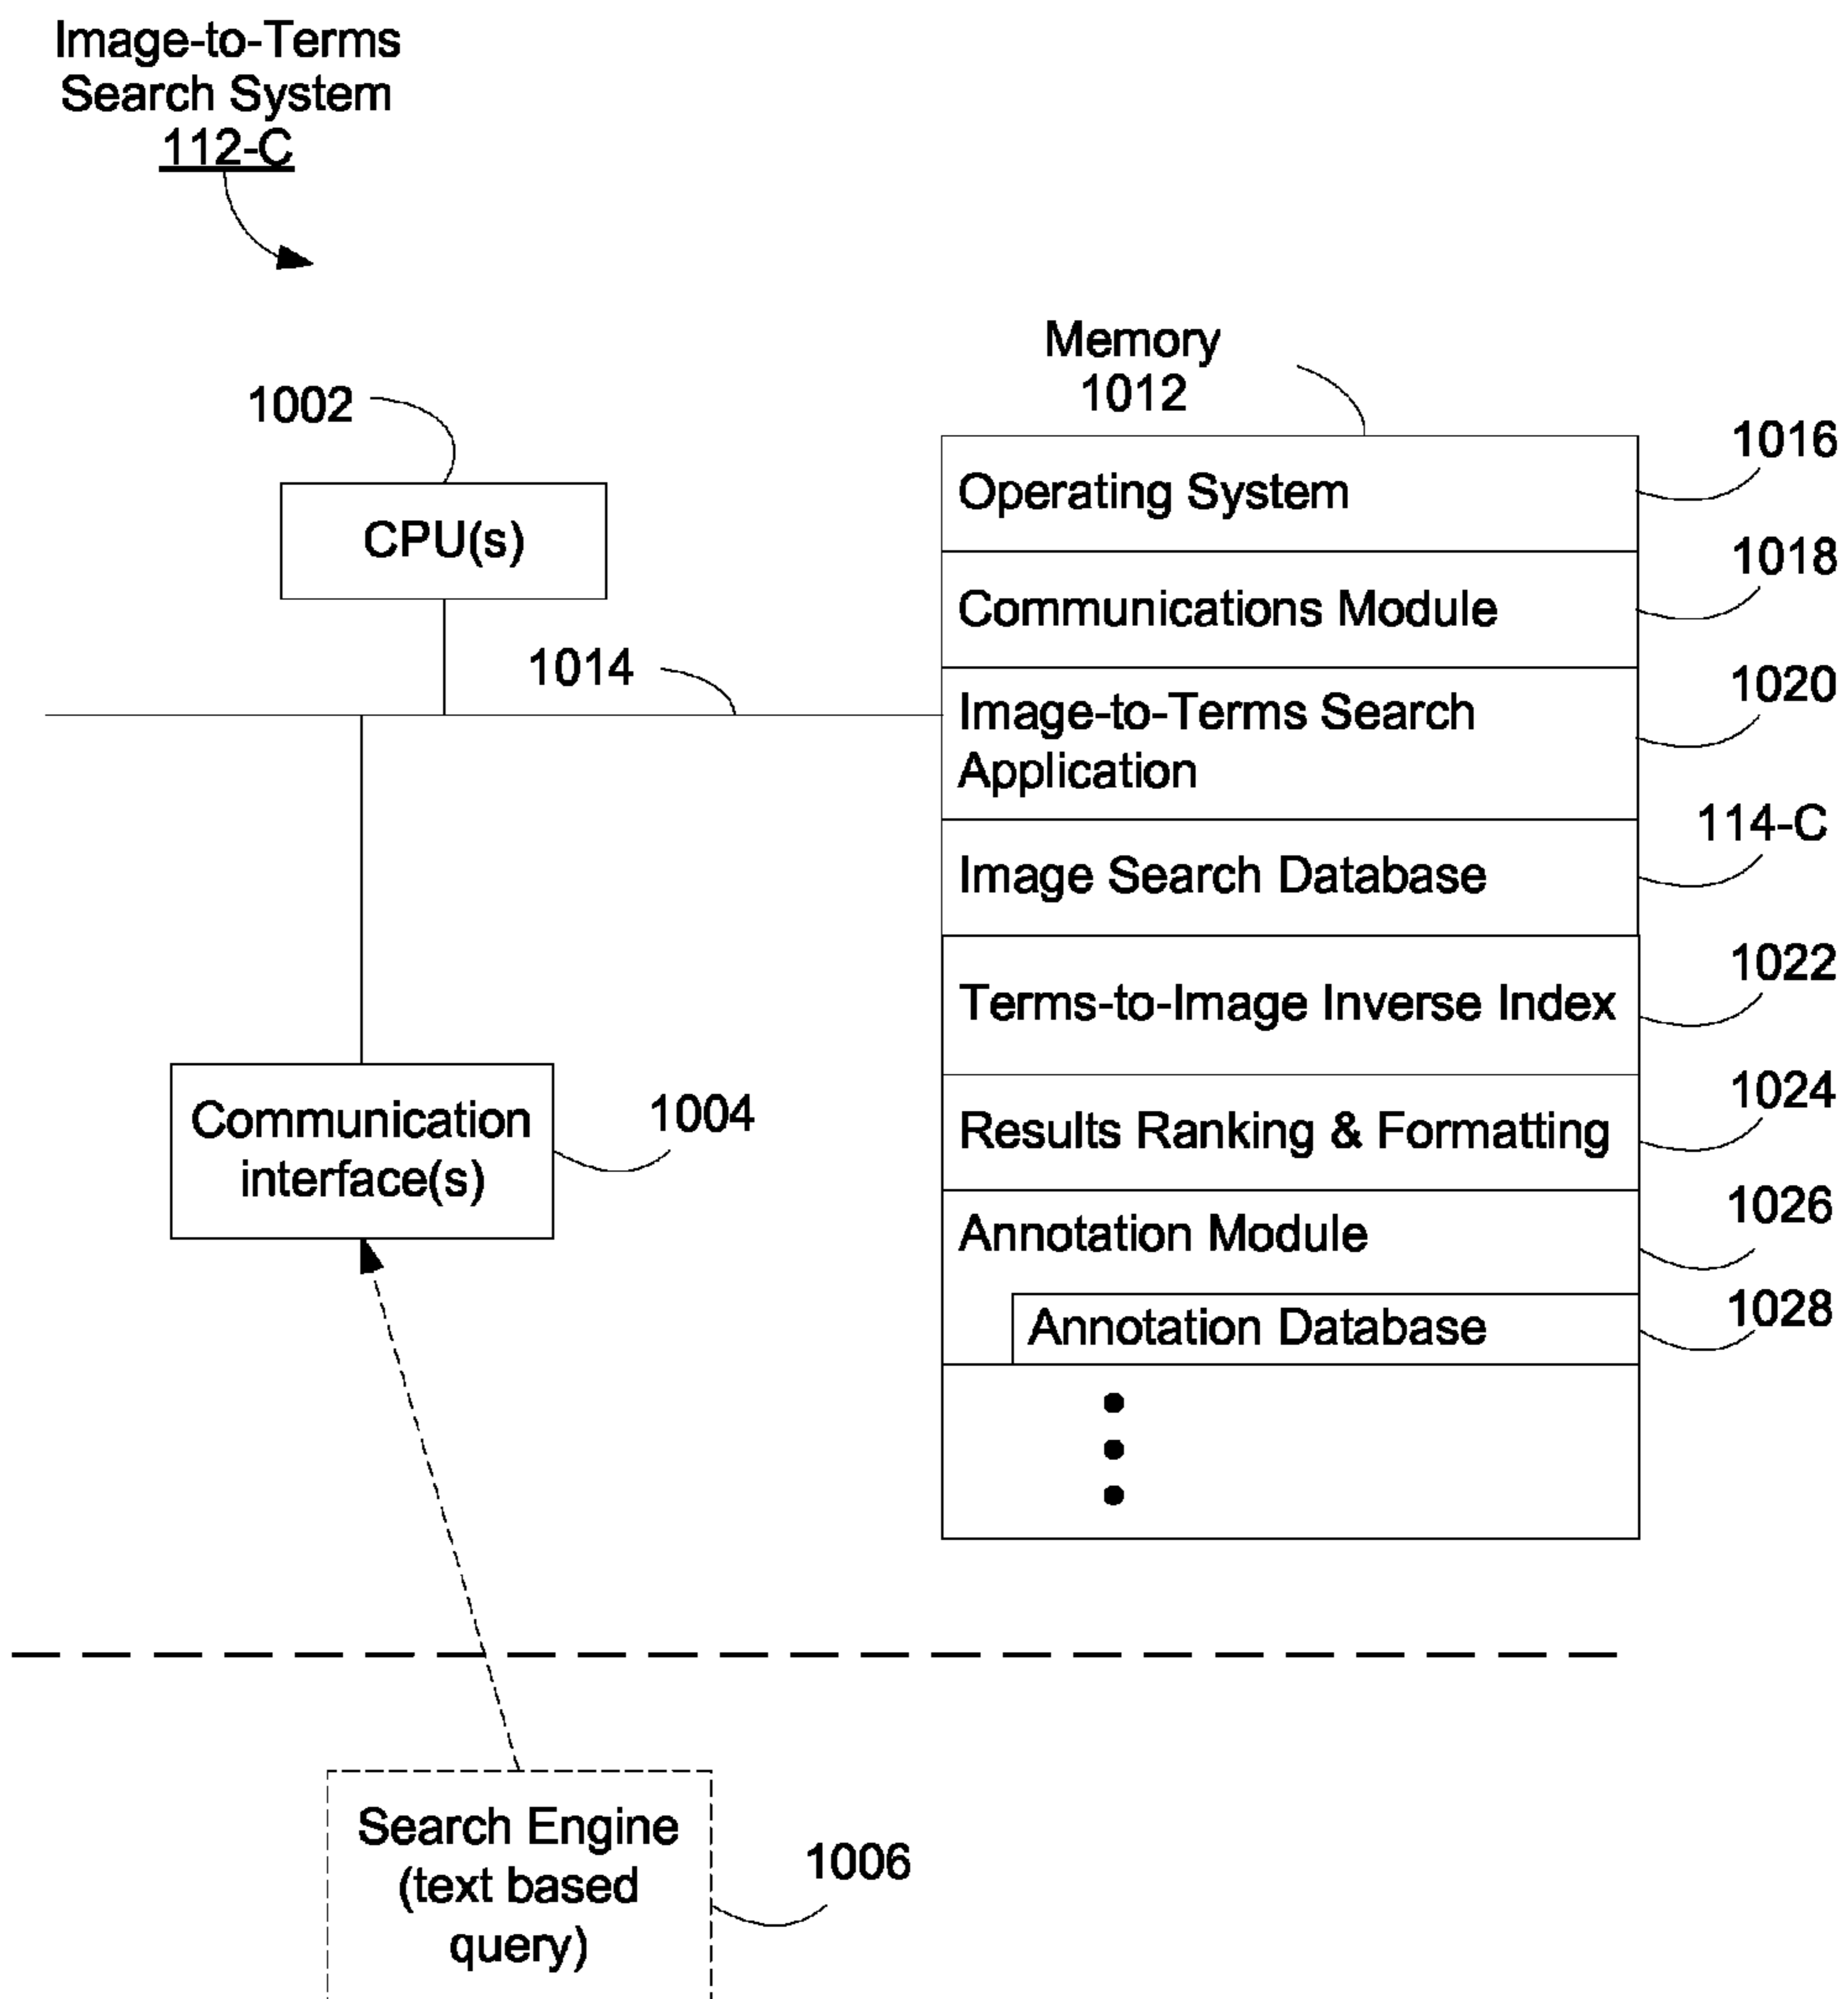 Image-to-Terms
Search System
112-C
Memory
1012
1002
1016
Operating System
CPU(s)
1018
Communications Module
1014
1020
Image-to-Terms Search
Application
114-C
Image Search Database
1022
Terms-to-Image Inverse Index
1024
Communication
interface(s)
1004
Results Ranking & Formatting
1026
Annotation Module
1028
Annotation Database
Search Engine
(text based
query)
1006